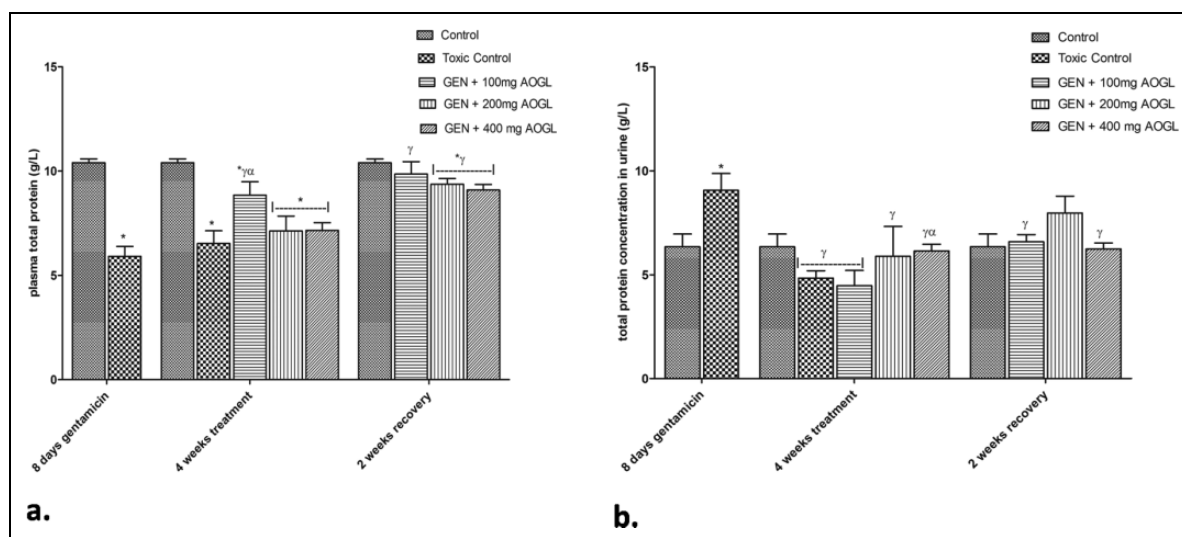 Control
Toxic Control
GEN + 100mg AOGL
GEN + 200mg AOGL
GEN + 400 mg AOGL
plasma total protein (g/L)
15
10
5
0
*
*
*γα
*
γ
*γ
8 days gentamicin
4 weeks treatment
2 weeks recovery
a.
Control
Toxic Control
GEN + 100mg AOGL
GEN + 200mg AOGL
GEN + 400 mg AOGL
total protein concentration in urine (g/L)
15
10
5
0
*
γ
γ
γα
γ
γ
8 days gentamicin
4 weeks treatment
2 weeks recovery
b.